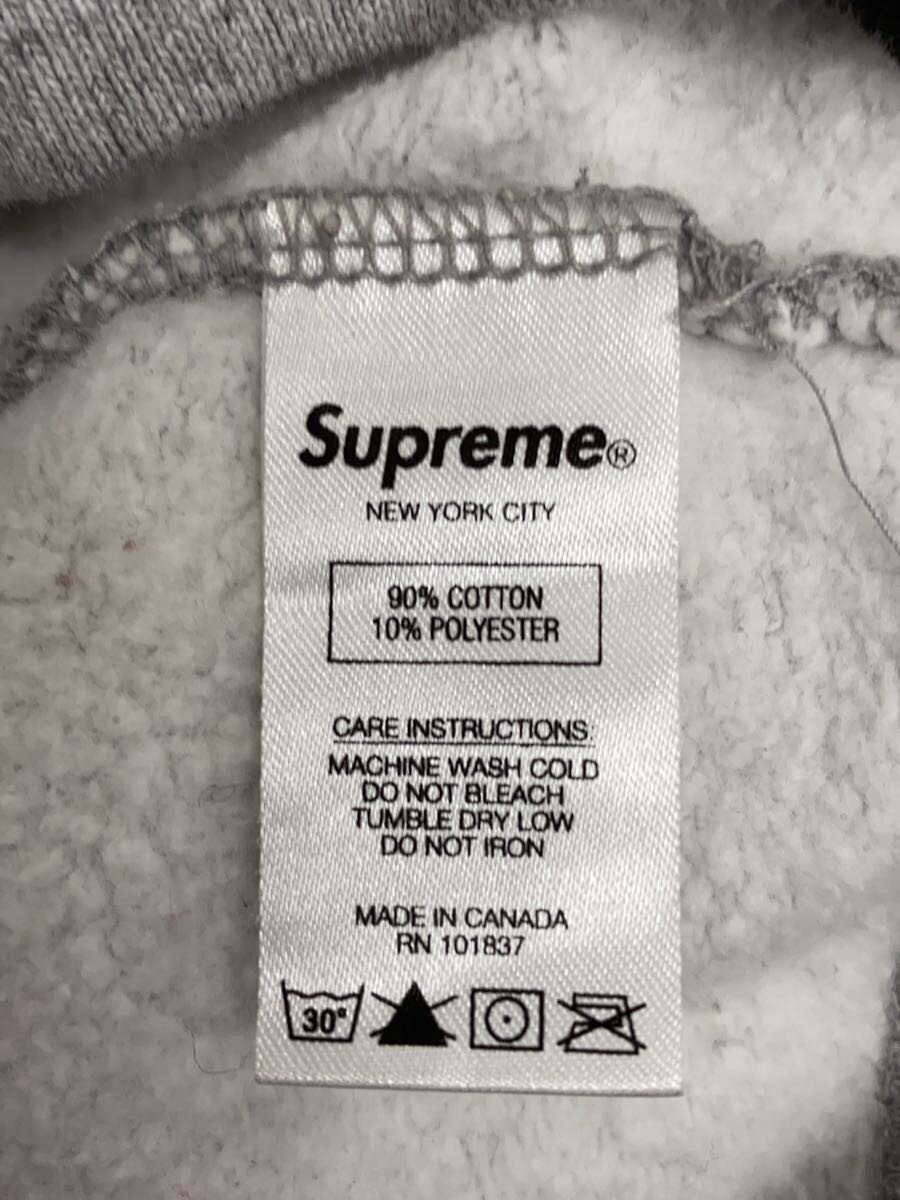 Supreme®
NEW YORK CITY
90% COTTON
10% POLYESTER
CARE INSTRUCTIONS:
MACHINE WASH COLD
DO NOT BLEACH
TUMBLE DRY LOW
DO NOT IRON
MADE IN CANADA
RN 101837
30°